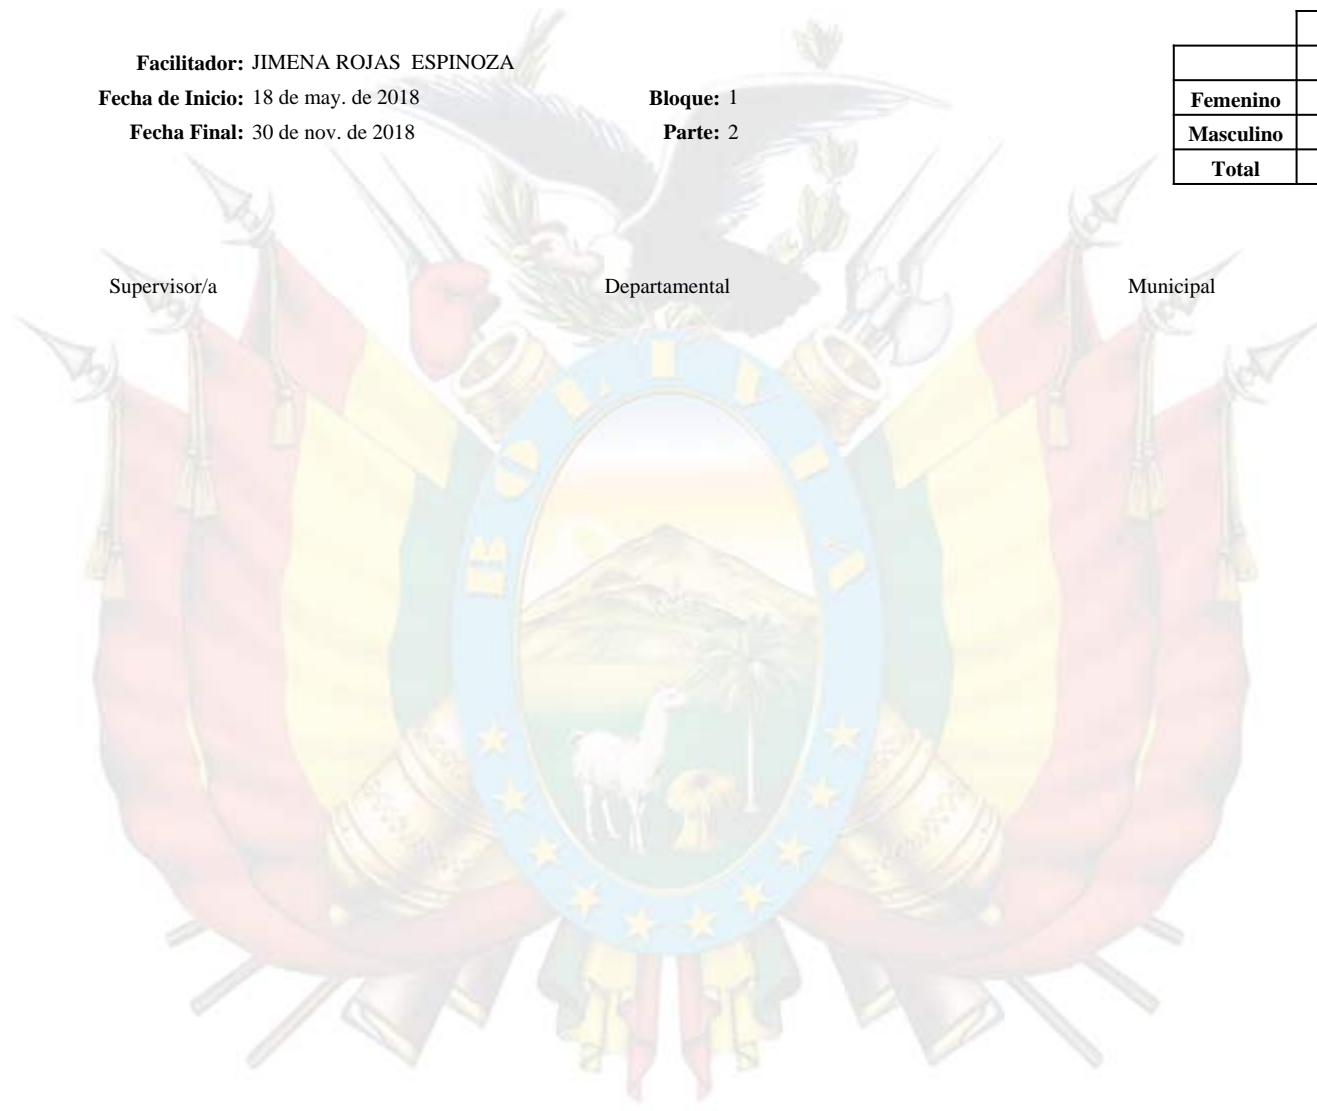 Facilitador: JIMENA ROJAS ESPINOZA
Fecha de Inicio: 18 de may. de 2018 Bloque: 1
Fecha Final: 30 de nov. de 2018 Parte: 2
Femenino
Masculino
Total
Supervisor/a Departamental Municipal
BOLIVIA